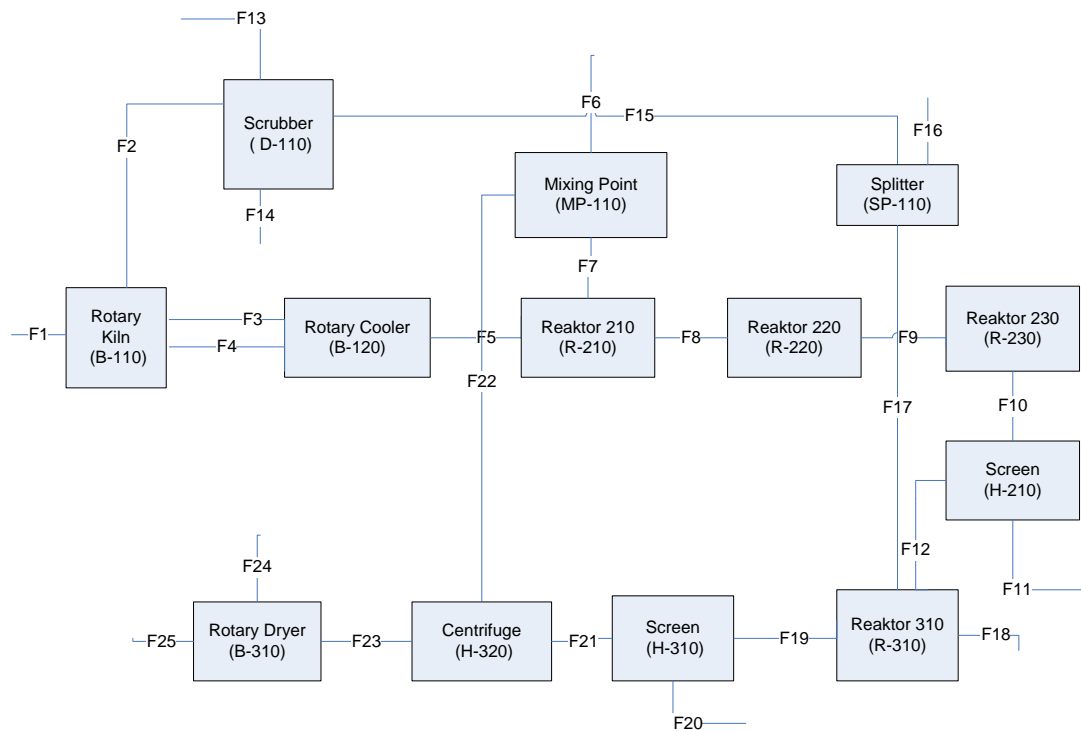 F13
F6
F15
F16
F2
Scrubber
( D-110)
Mixing Point
(MP-110)
Splitter
(SP-110)
F14
F7
F1
Rotary
Kiln
(B-110)
F3
F4
Rotary Cooler
(B-120)
F5
Reaktor 210
(R-210)
F8
Reaktor 220
(R-220)
F9
Reaktor 230
(R-230)
F22
F17
F10
Screen
(H-210)
F12
F11
F24
F25
Rotary Dryer
(B-310)
F23
Centrifuge
(H-320)
F21
Screen
(H-310)
F19
Reaktor 310
(R-310)
F18
F20